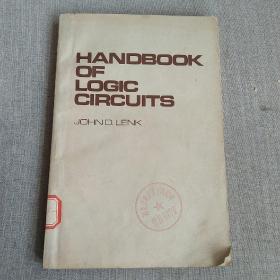 HANDBOOK
OF
LOGIC
CIRCUITS
JOHN D. LENK